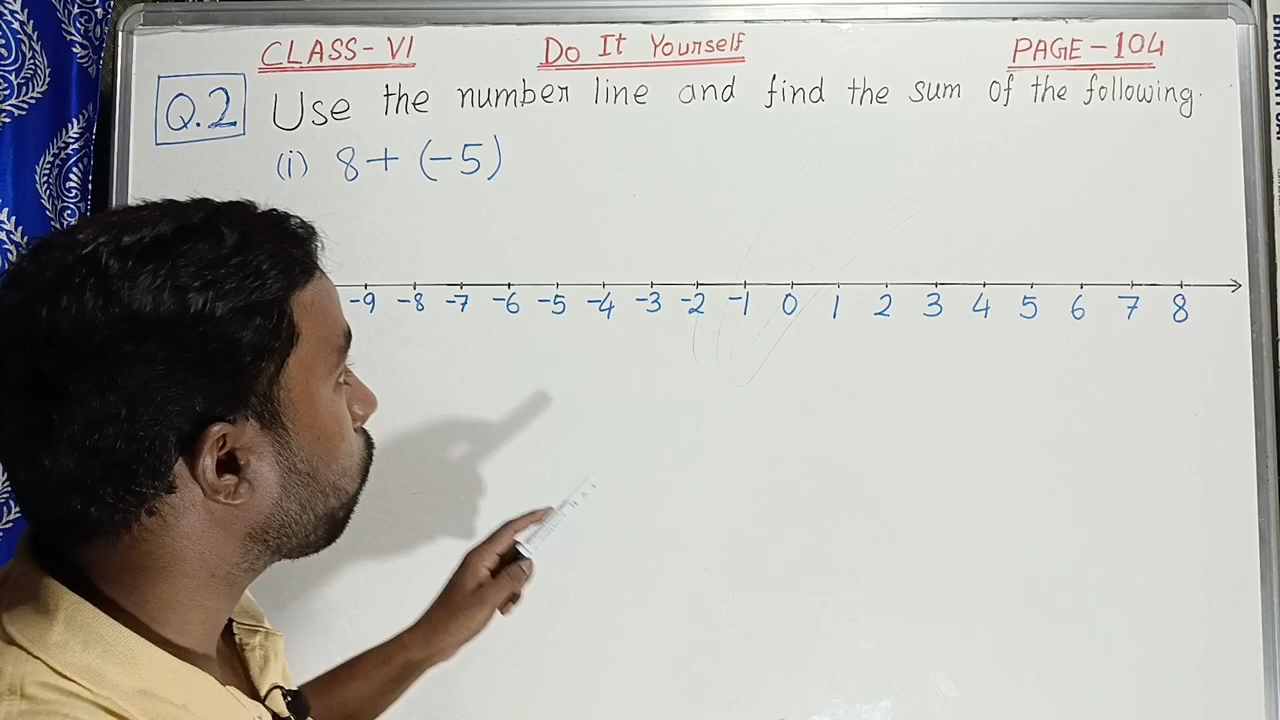 CLASS-VI Do It Yourself PAGE-104
Q.2 Use the number line and find the sum of the following.
(i) 8+(-5)
-9 -8 -7 -6 -5 -4 -3 -2 -1 0 1 2 3 4 5 6 7 8